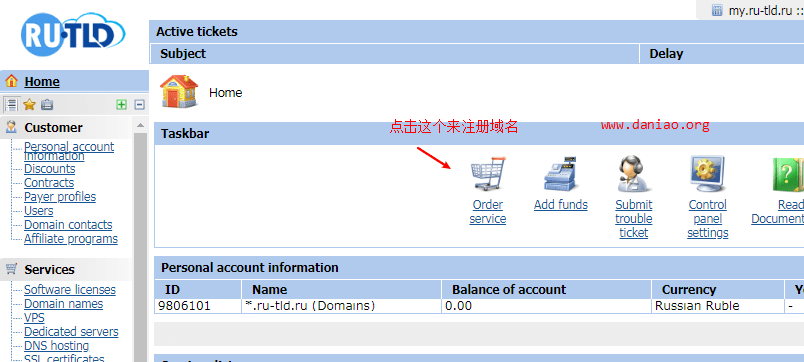 my.ru-tld.ru ::
RU-TLD
Active tickets
Subject Delay
Home
Home
点击这个来注册域名 www.daniao.org
Taskbar
Customer
Personal account
information
Discounts
Contracts
Payer profiles
Users
Domain contacts
Affiliate programs
Order
service
Add funds
Submit
trouble
ticket
Control
panel
settings
Read
Document
Services
Software licenses
Domain names
VPS
Dedicated servers
DNS hosting
SSL certificates
Personal account information
ID Name Balance of account Currency
9806101 *.ru-tld.ru (Domains) 0.00 Russian Ruble -